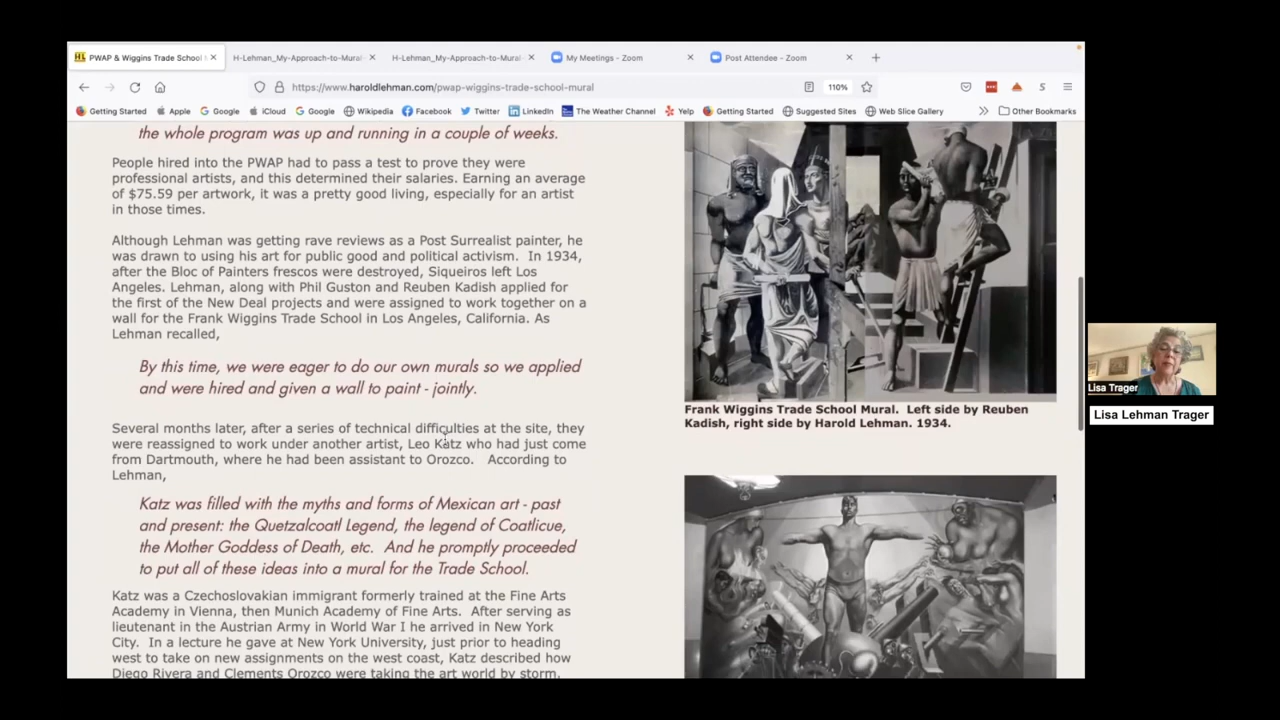 PWAP & Wiggins Trade School
H-Lehman_My-Approach-to-Mural-
H-Lehman_My-Approach-to-Mural-
My Meetings - Zoom
Post Attendee - Zoom
https://www.haroldlehman.com/pwap-wiggins-trade-school-mural
110%
Getting Started
Apple
Google
iCloud
Google
Wikipedia
Facebook
Twitter
LinkedIn
The Weather Channel
Yelp
Getting Started
Suggested Sites
Web Slice Gallery
Other Bookmarks
the whole program was up and running in a couple of weeks.
People hired into the PWAP had to pass a test to prove they were
professional artists, and this determined their salaries. Earning an average
of $75.59 per artwork, it was a pretty good living, especially for an artist
in those times.
Although Lehman was getting rave reviews as a Post Surrealist painter, he
was drawn to using his art for public good and political activism. In 1934,
after the Bloc of Painters frescos were destroyed, Siqueiros left Los
Angeles. Lehman, along with Phil Guston and Reuben Kadish applied for
the first of the New Deal projects and were assigned to work together on a
wall for the Frank Wiggins Trade School in Los Angeles, California. As
Lehman recalled,
By this time, we were eager to do our own murals so we applied
and were hired and given a wall to paint - jointly.
Several months later, after a series of technical difficulties at the site, they
were reassigned to work under another artist, Leo Katz who had just come
from Dartmouth, where he had been assistant to Orozco. According to
Lehman,
Katz was filled with the myths and forms of Mexican art - past
and present: the Quetzalcoatl Legend, the legend of Coatlicue,
the Mother Goddess of Death, etc. And he promptly proceeded
to put all of these ideas into a mural for the Trade School.
Katz was a Czechoslovakian immigrant formerly trained at the Fine Arts
Academy in Vienna, then Munich Academy of Fine Arts. After serving as
lieutenant in the Austrian Army in World War I he arrived in New York
City. In a lecture he gave at New York University, just prior to heading
west to take on new assignments on the west coast, Katz described how
Diego Rivera and Clements Orozco were taking the art world by storm.
Frank Wiggins Trade School Mural. Left side by Reuben
Kadish, right side by Harold Lehman. 1934.
Lisa Trager
Lisa Lehman Trager